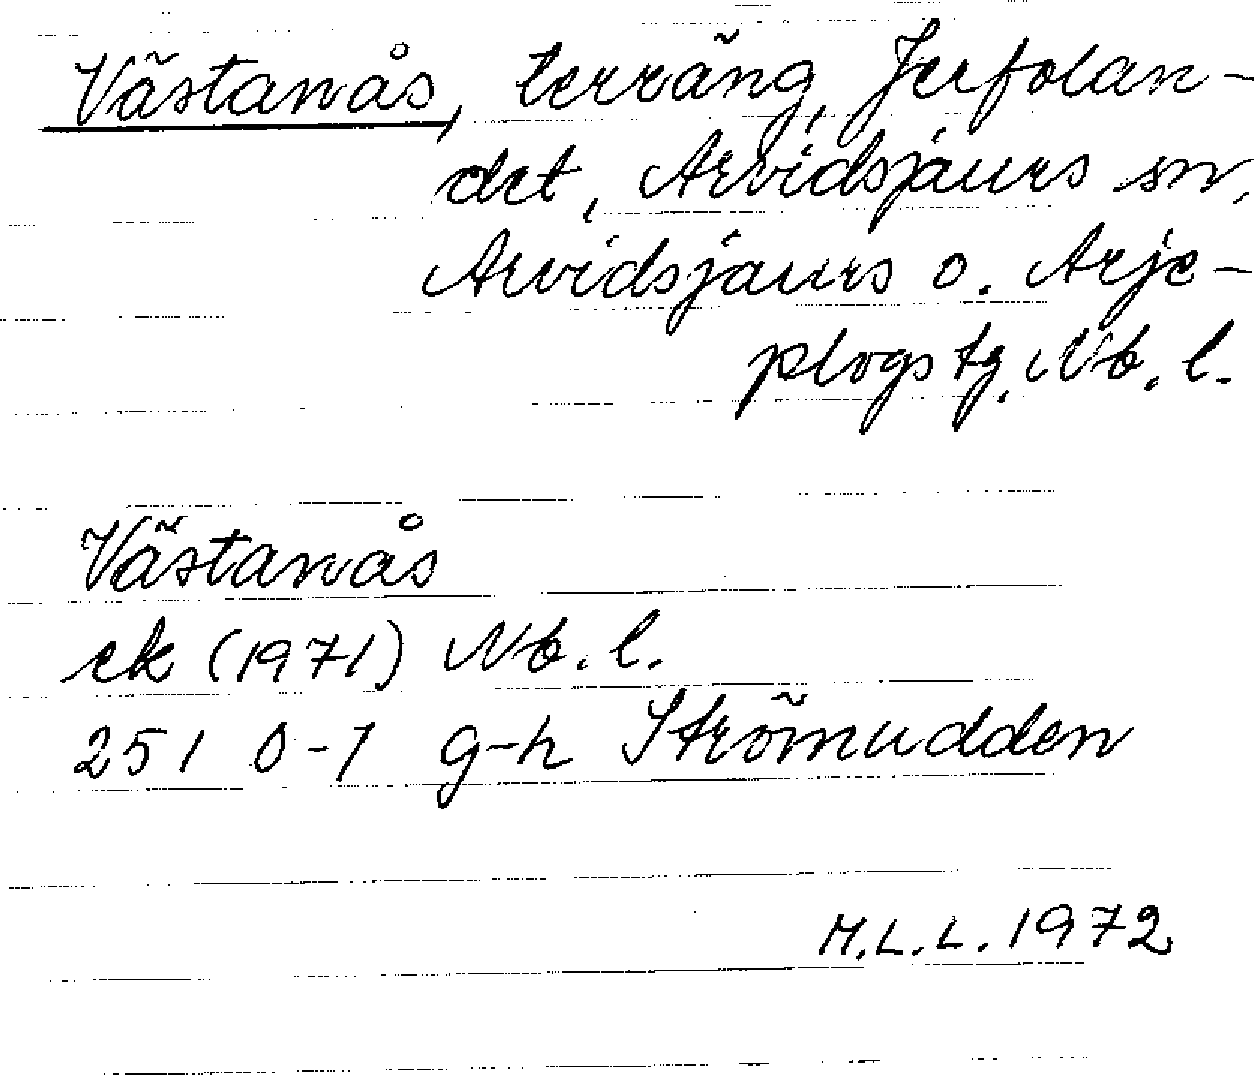 Västanås, terräng, Jerfolan-
det, Arvidsjaurs sn,
Arvidsjaurs o. Arje-
plogs tg. Nb. l.
Västanås
ek (1971) Nb. l.
251 0-1 g-h Strömudden
M.L.L. 1972